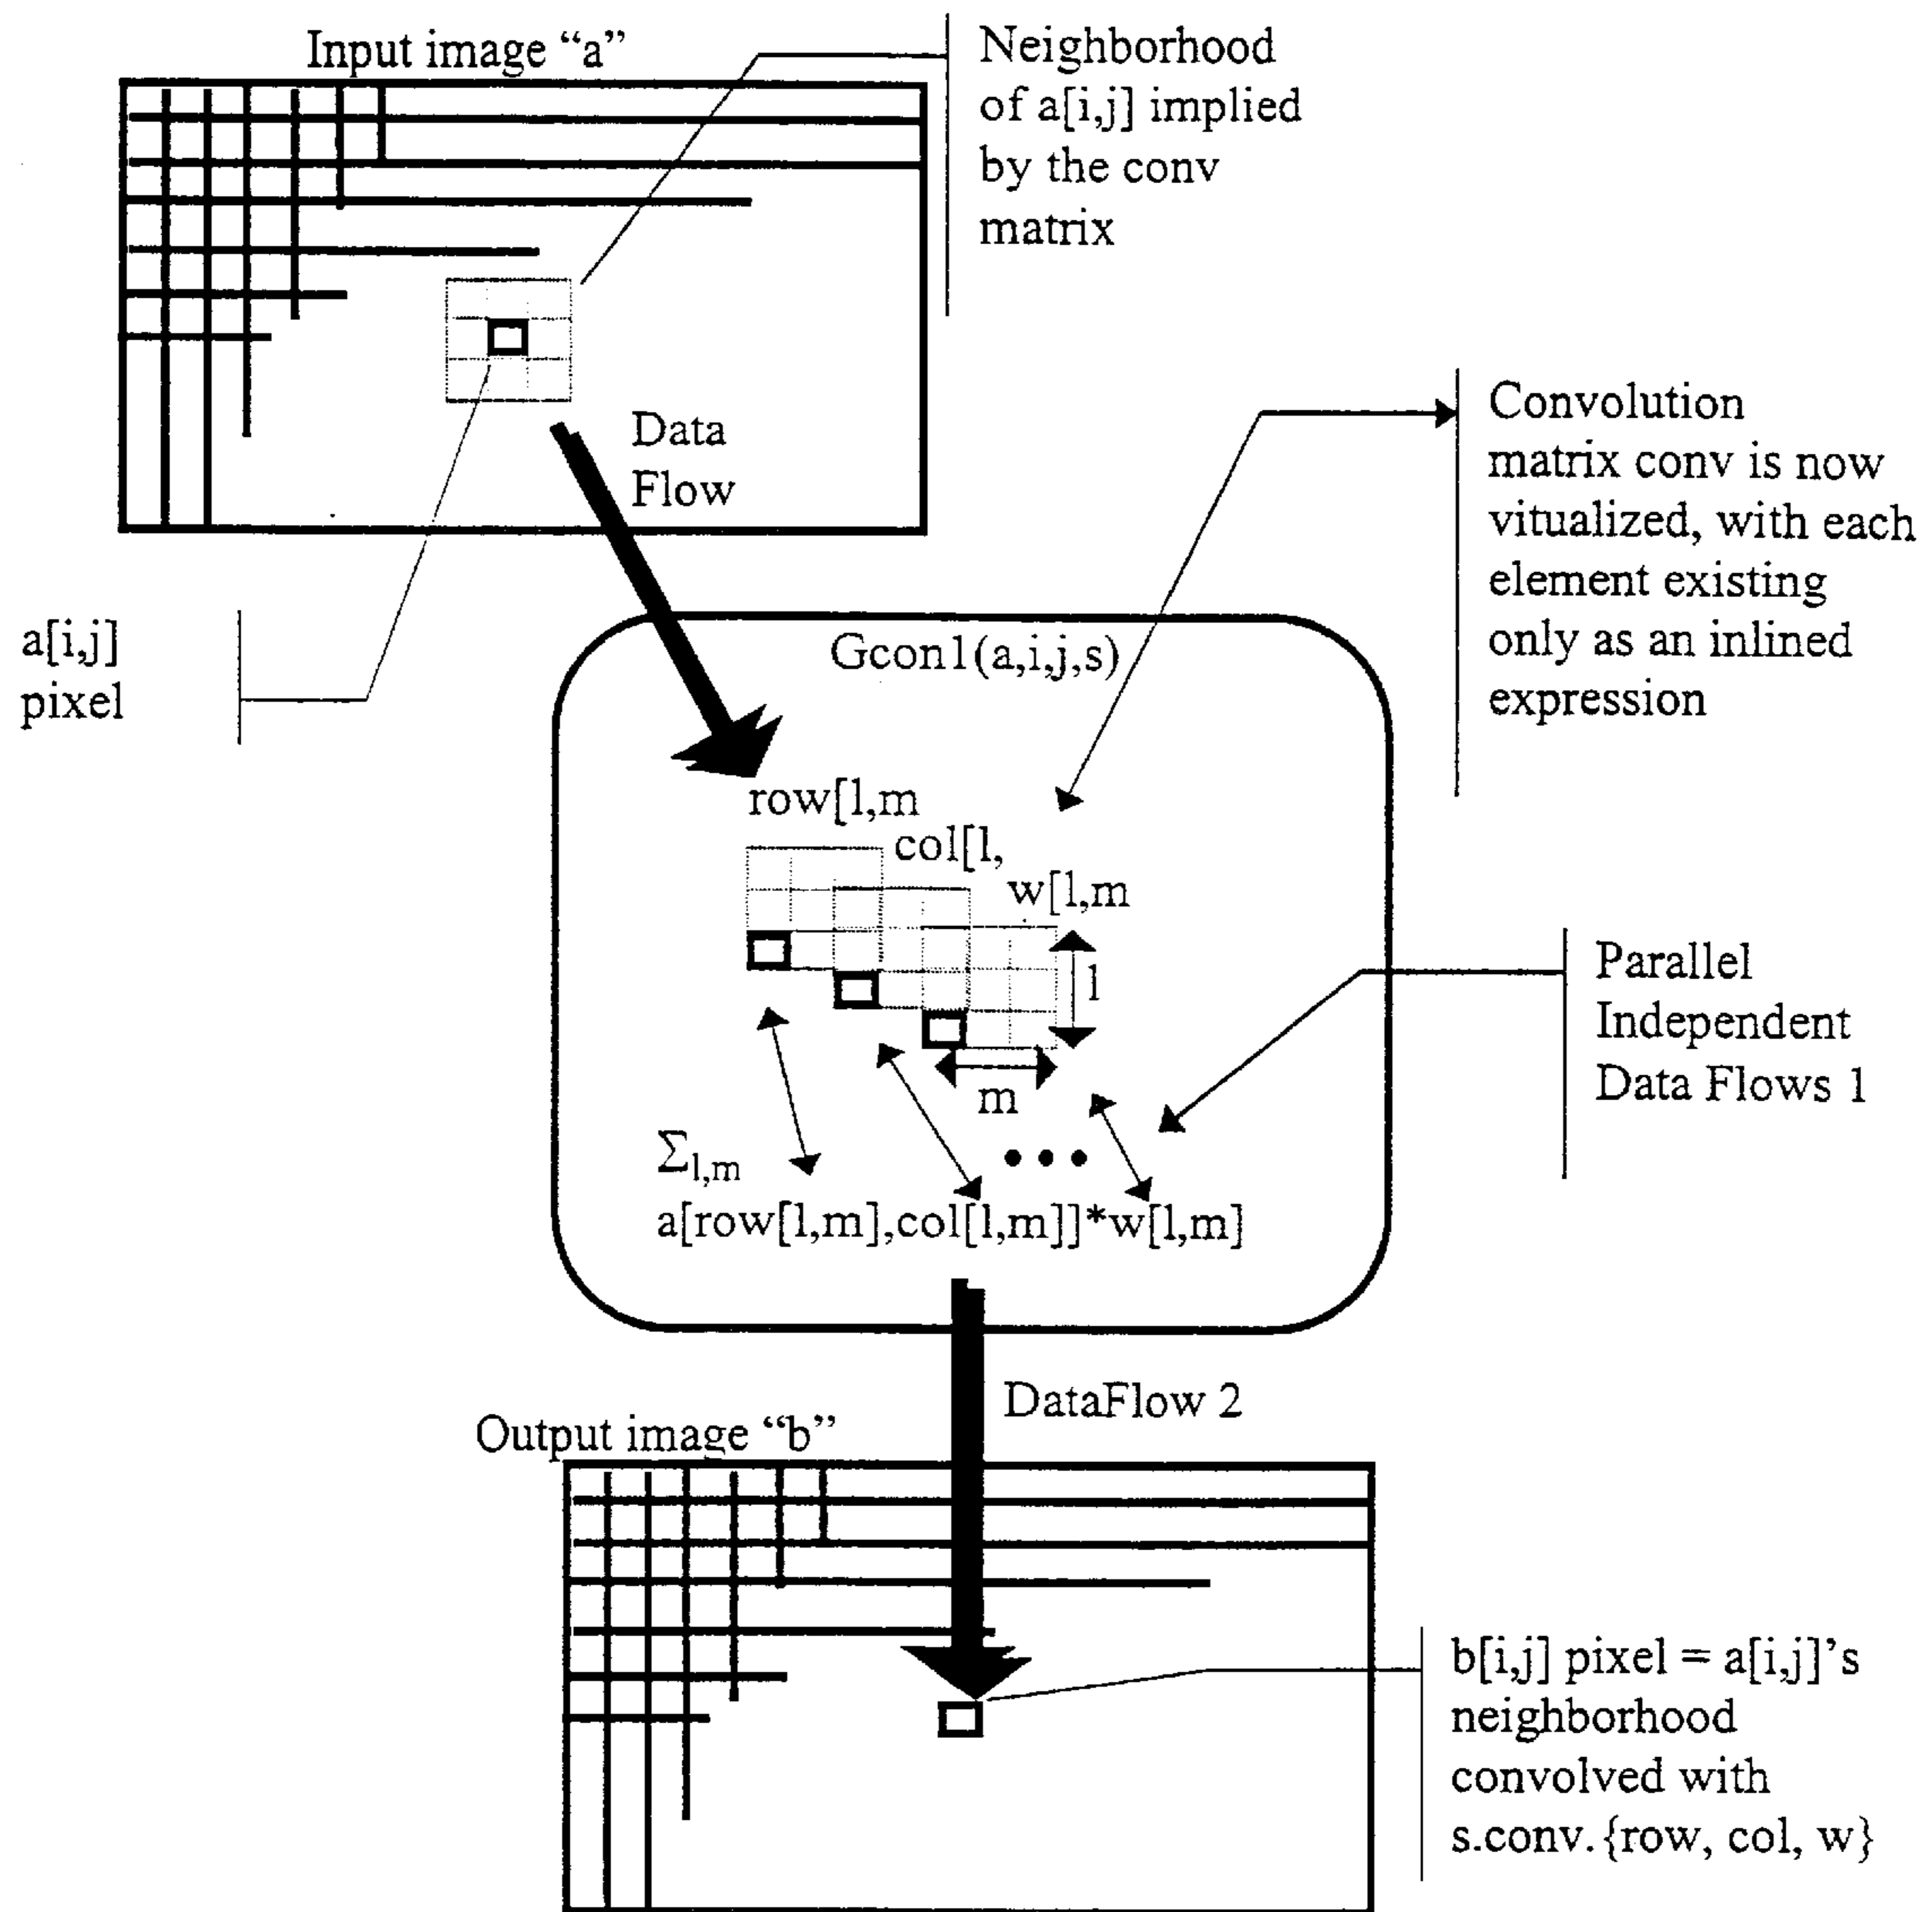 Input image “a”
Neighborhood
of a[i,j] implied
by the conv
matrix
Data
Flow
Convolution
matrix conv is now
vitualized, with each
element existing
only as an inlined
expression
a[i,j]
pixel
Gcon1(a,i,j,s)
row[l,m
col[l,
w[l,m
l
m
Parallel
Independent
Data Flows 1
Σl,m
• • •
a[row[l,m],col[l,m]]*w[l,m]
DataFlow 2
Output image “b”
b[i,j] pixel = a[i,j]’s
neighborhood
convolved with
s.conv.{row, col, w}